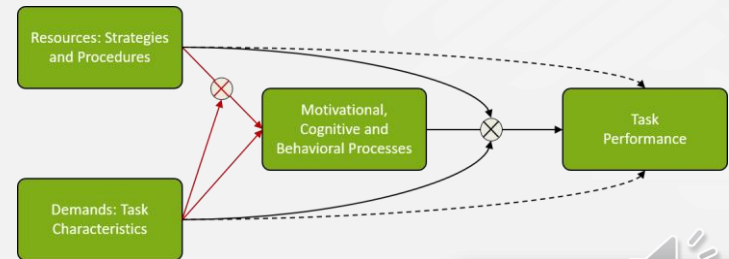 Resources: Strategies
and Procedures
Motivational,
Cognitive and
Behavioral Processes
Task
Performance
Demands: Task
Characteristics